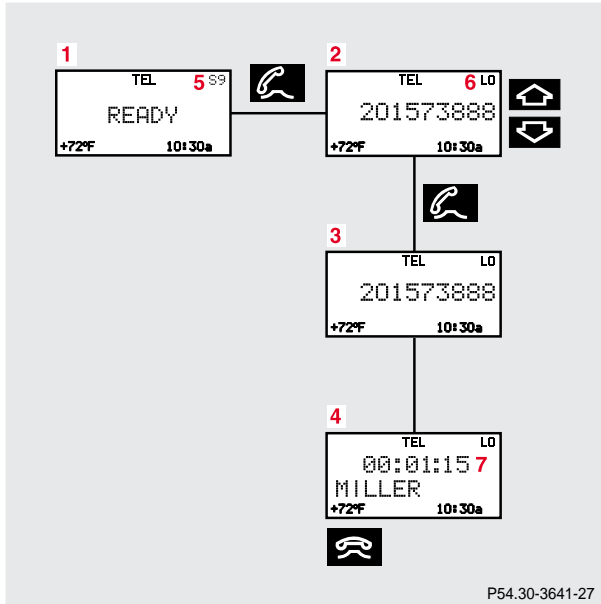 1
TEL 5 S9
READY
+72°F 10:30a
2
TEL 6 LO
201573888
+72°F 10:30a
3
TEL LO
201573888
+72°F 10:30a
4
TEL LO
00:01:15 7
MILLER
+72°F 10:30a
P54.30-3641-27